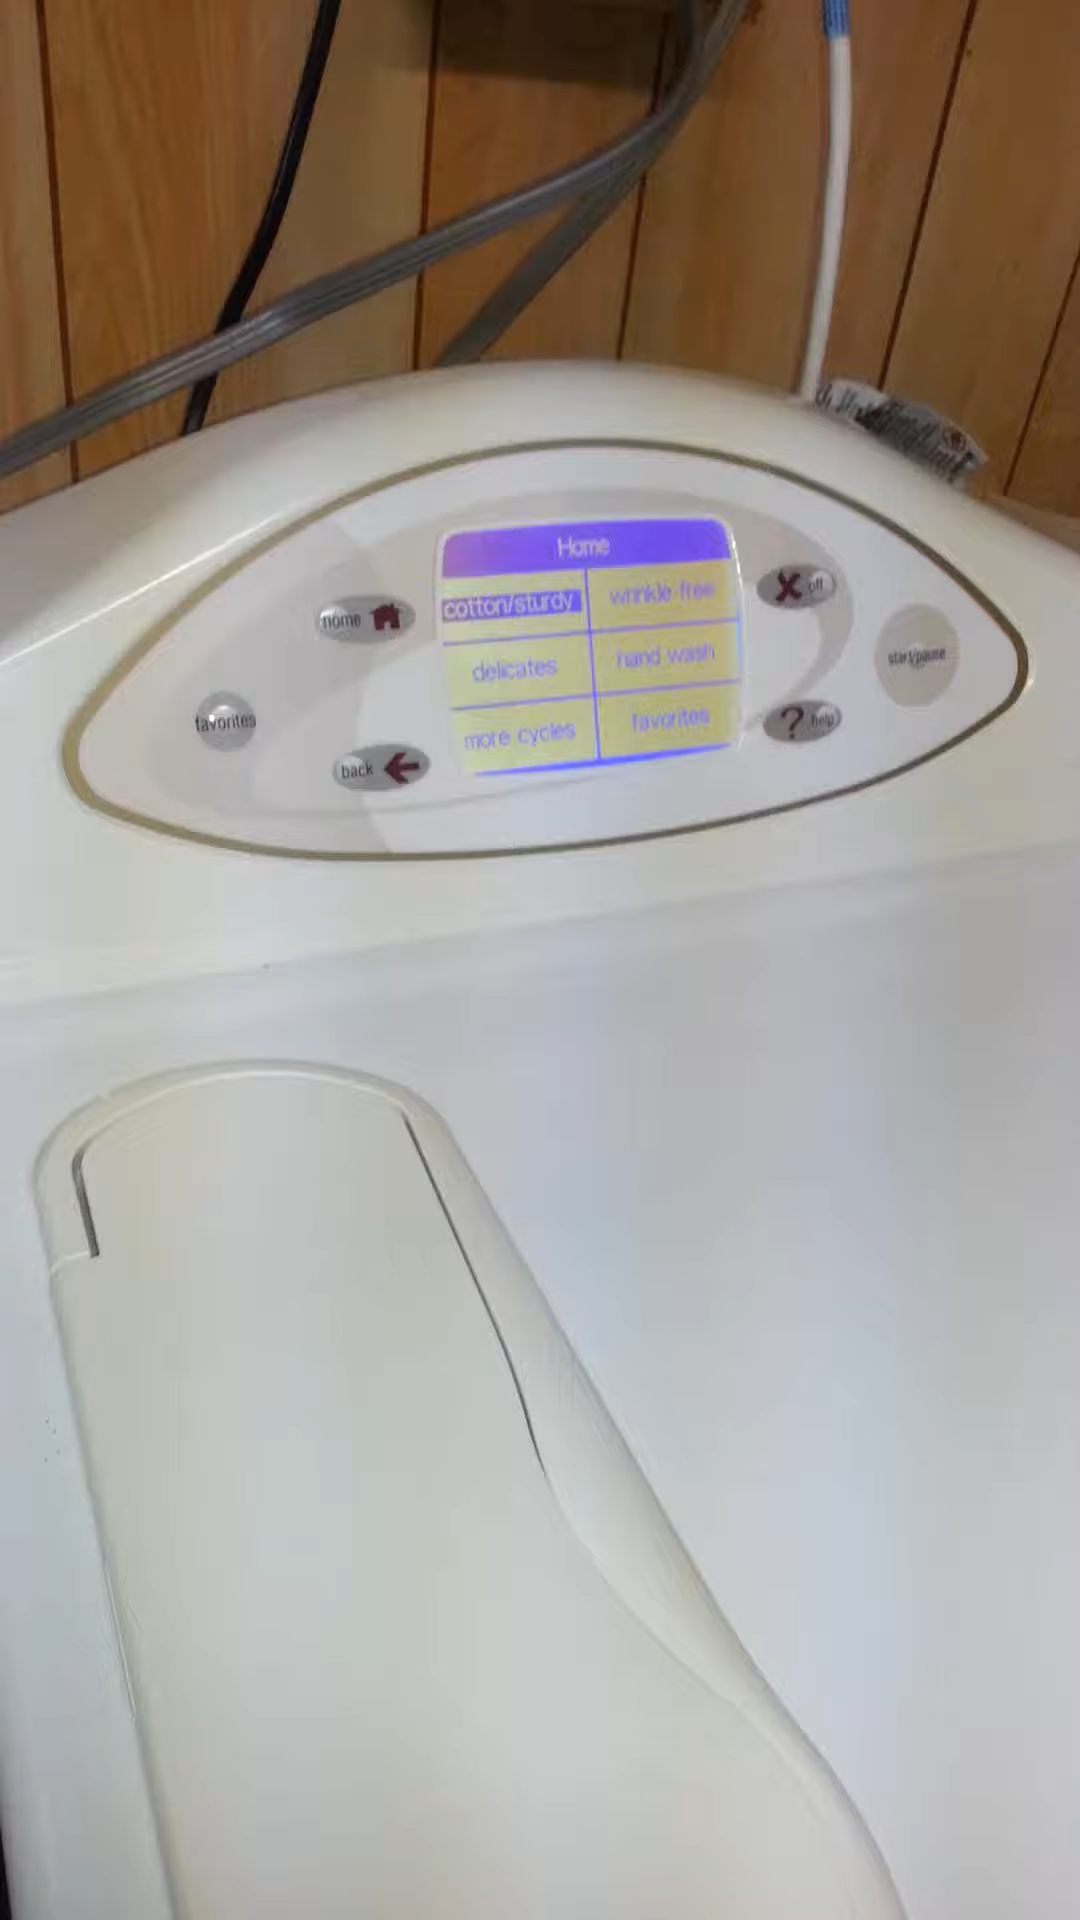 Home
cotton/sturdy
wrinkle free
delicates
hand wash
more cycles
favorites
home
off
start/pause
favorites
back
help